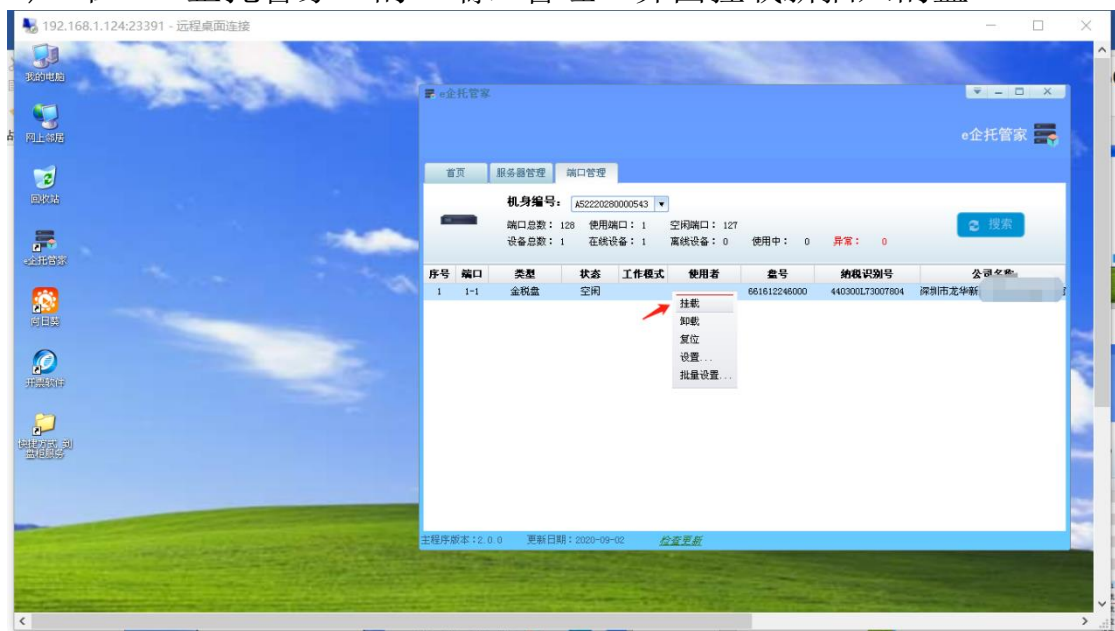 192.168.1.124:23391 - 远程桌面连接
我的电脑
网上邻居
回收站
e企托管家
向日葵
开票软件
快捷方式 到
盘柜服务
e企托管家
e企托管家
首页 服务器管理 端口管理
机身编号: A52220280000543
端口总数: 128 使用端口: 1 空闲端口: 127
设备总数: 1 在线设备: 1 离线设备: 0 使用中: 0 异常: 0
搜索
序号 端口 类型 状态 工作模式 使用者 盘号 纳税识别号 公司名称
1 1-1 金税盘 空闲 661612246000 440300L73007804 深圳市龙华新
挂载
卸载
复位
设置...
批量设置...
主程序版本:2.0.0 更新日期:2020-09-02 检查更新